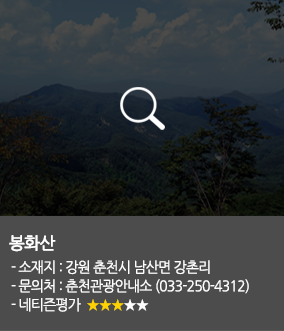 봉화산
- 소재지 : 강원 춘천시 남산면 강촌리
- 문의처 : 춘천관광안내소 (033-250-4312)
- 네티즌평가 ★★★★★